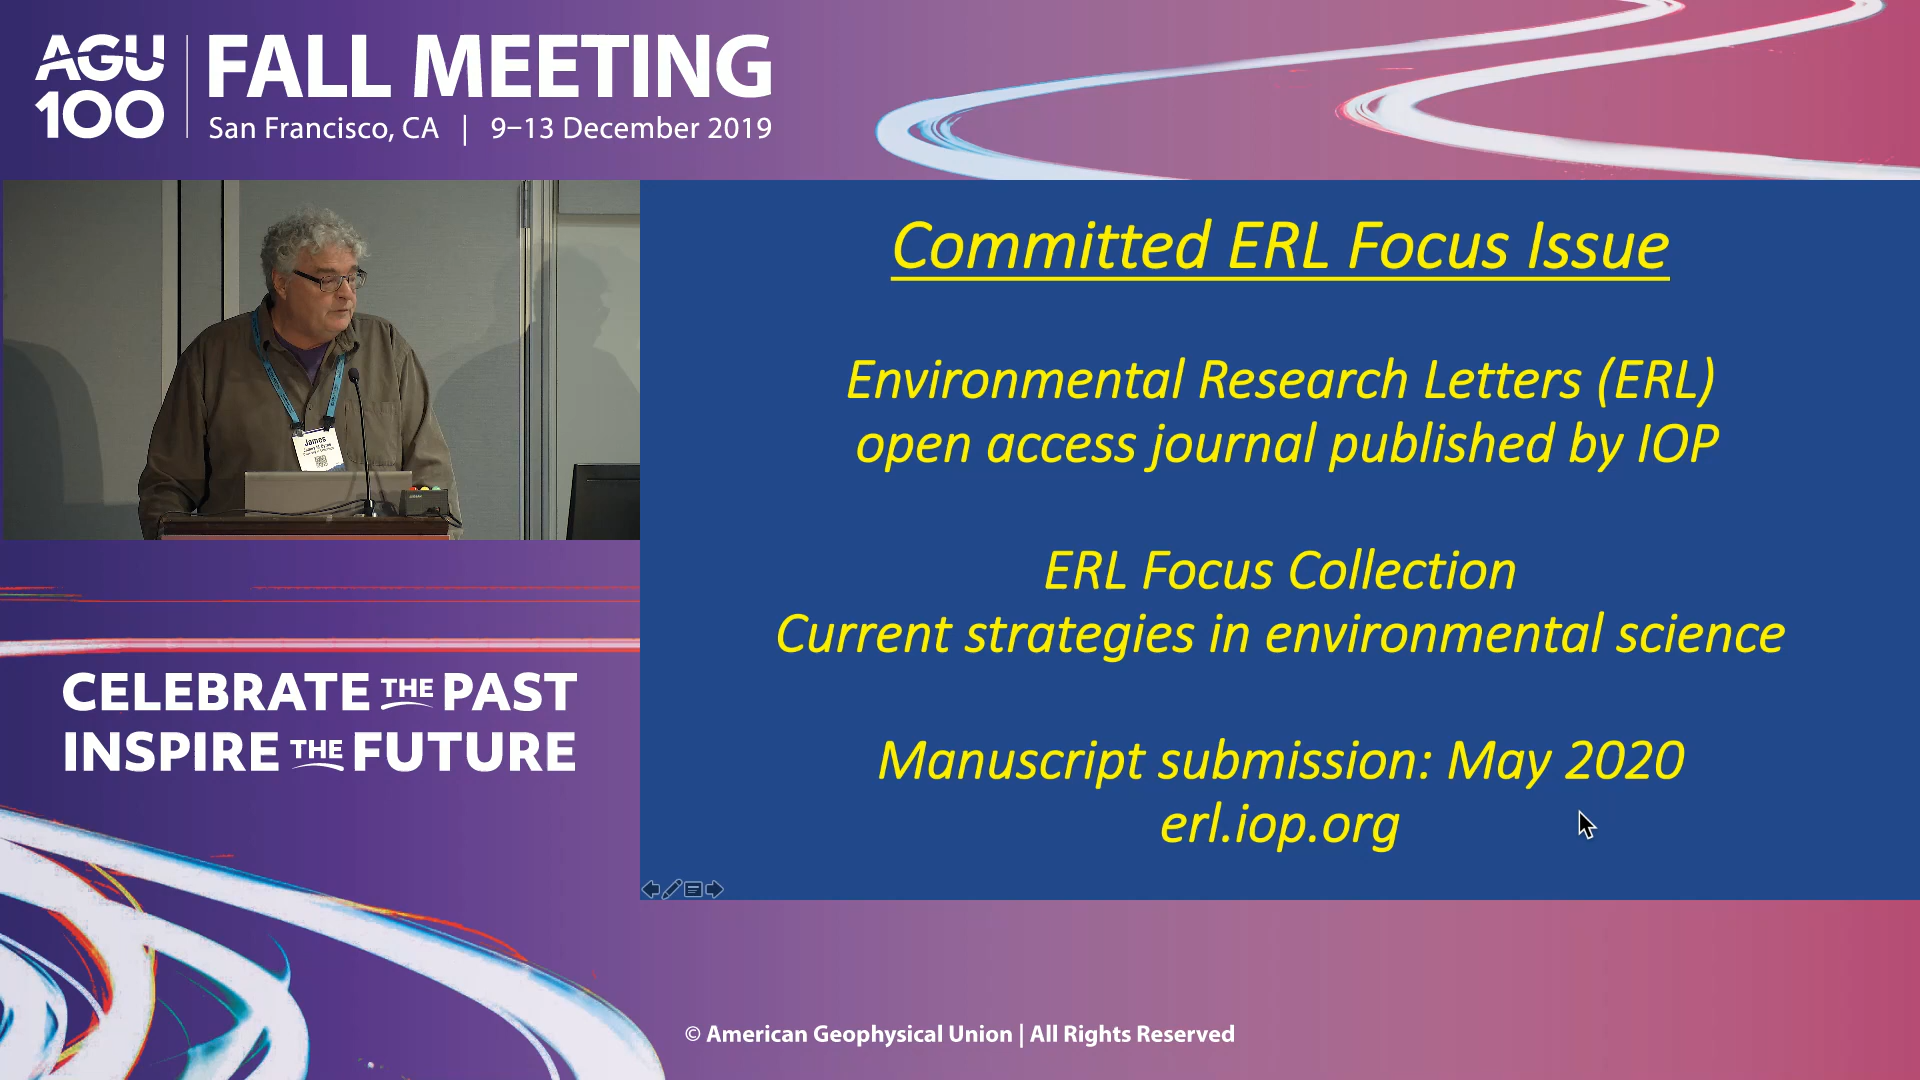 AGU
100
FALL MEETING
San Francisco, CA | 9–13 December 2019
James
Committed ERL Focus Issue
Environmental Research Letters (ERL)
open access journal published by IOP
ERL Focus Collection
Current strategies in environmental science
Manuscript submission: May 2020
erl.iop.org
CELEBRATE THE PAST
INSPIRE THE FUTURE
© American Geophysical Union | All Rights Reserved